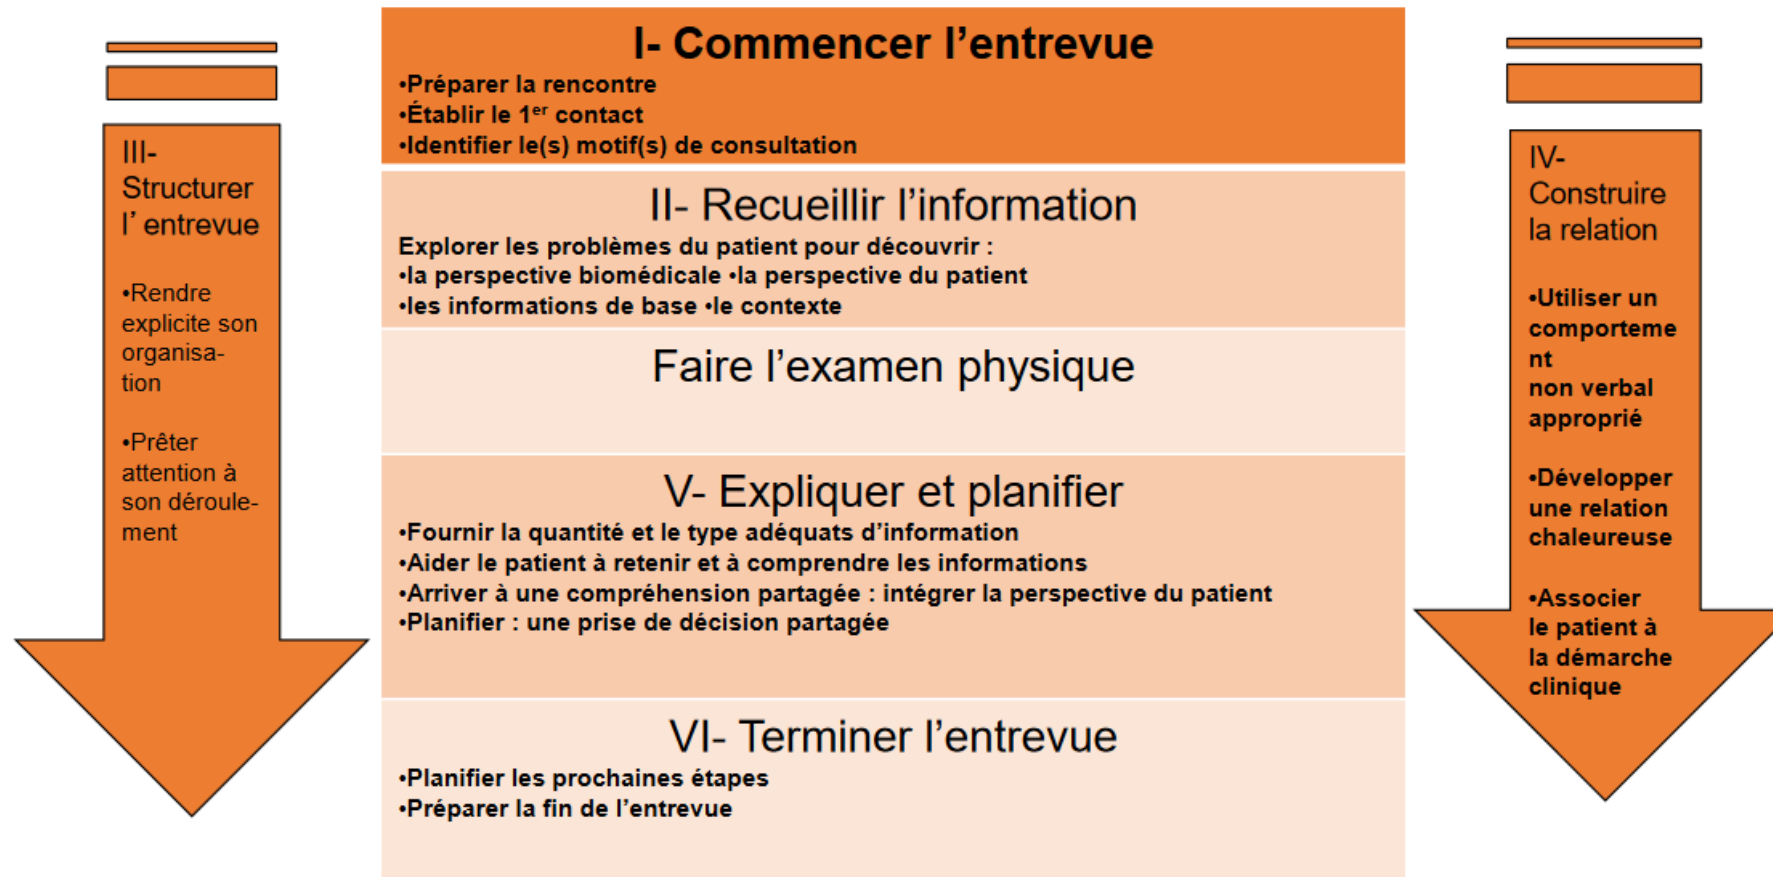 I- Commencer l’entrevue
•Préparer la rencontre
•Établir le 1er contact
•Identifier le(s) motif(s) de consultation
II- Recueillir l’information
Explorer les problèmes du patient pour découvrir :
•la perspective biomédicale •la perspective du patient
•les informations de base •le contexte
III-
Structurer
l’ entrevue
•Rendre
explicite son
organisa-
tion
•Prêter
attention à
son déroule-
ment
IV-
Construire
la relation
•Utiliser un
comporteme
nt
non verbal
approprié
•Développer
une relation
chaleureuse
•Associer
le patient à
la démarche
clinique
Faire l’examen physique
V- Expliquer et planifier
•Fournir la quantité et le type adéquats d’information
•Aider le patient à retenir et à comprendre les informations
•Arriver à une compréhension partagée : intégrer la perspective du patient
•Planifier : une prise de décision partagée
VI- Terminer l’entrevue
•Planifier les prochaines étapes
•Préparer la fin de l’entrevue